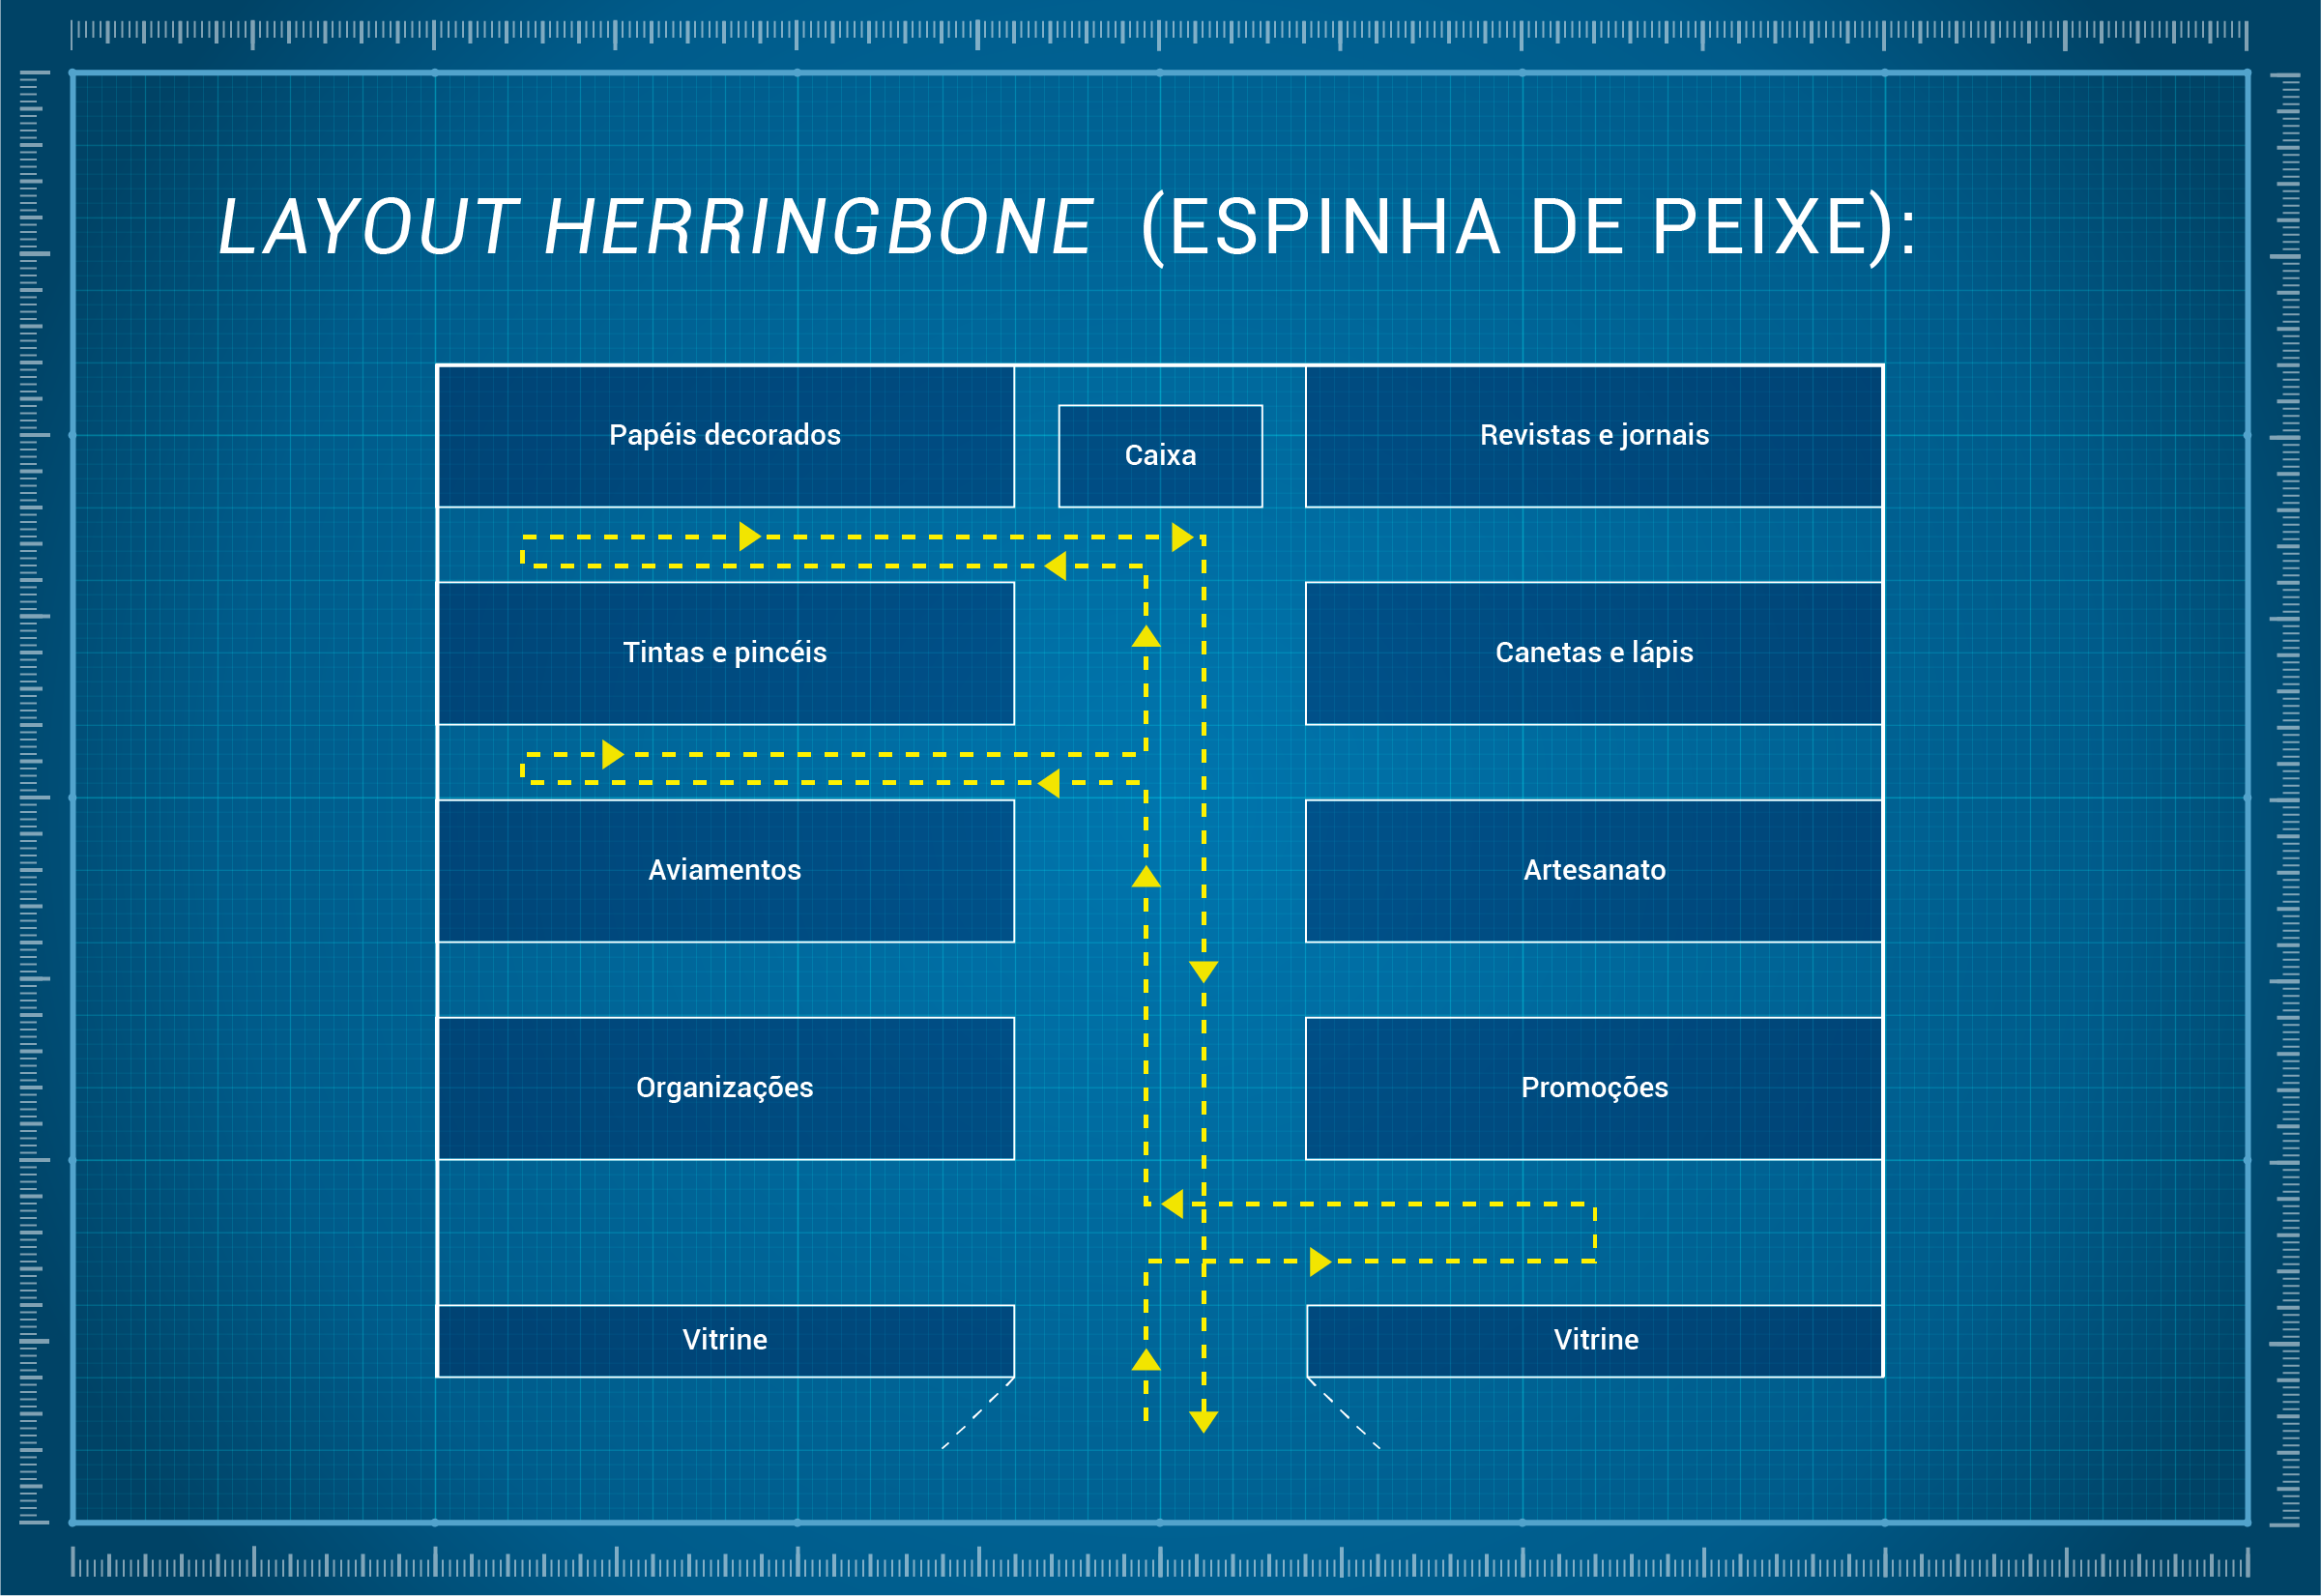 LAYOUT HERRINGBONE (ESPINHA DE PEIXE):
Papéis decorados
Caixa
Revistas e jornais
Tintas e pincéis
Canetas e lápis
Aviamentos
Artesanato
Organizações
Promoções
Vitrine
Vitrine